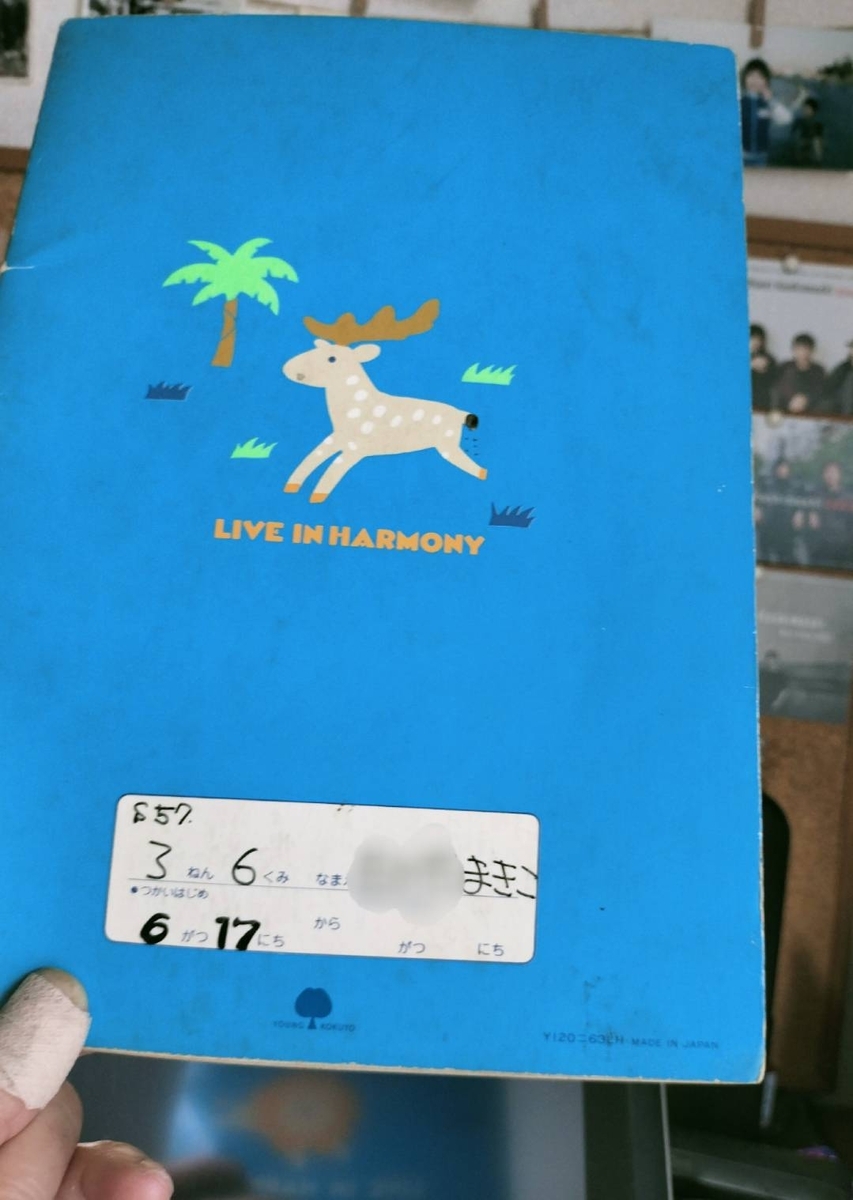 LIVE IN HARMONY
S57.
3 ねん 6 くみ なま まきこ
●つかいはじめ
6 がつ 17 にち から がつ にち
YOUNG KOKUYO
MADE IN JAPAN